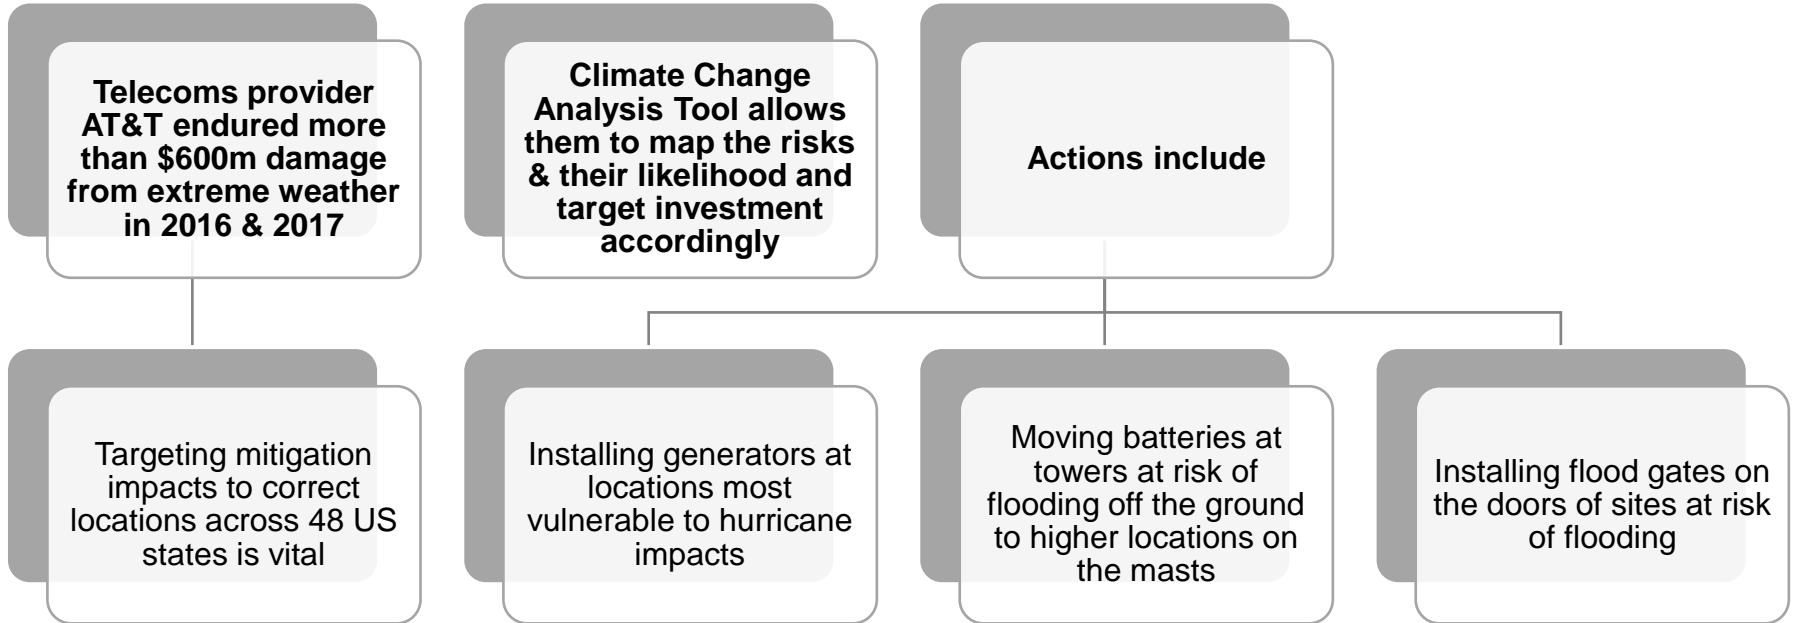 Telecoms provider
AT&T endured more
than $600m damage
from extreme weather
in 2016 & 2017
Climate Change
Analysis Tool allows
them to map the risks
& their likelihood and
target investment
accordingly
Actions include
Targeting mitigation
impacts to correct
locations across 48 US
states is vital
Installing generators at
locations most
vulnerable to hurricane
impacts
Moving batteries at
towers at risk of
flooding off the ground
to higher locations on
the masts
Installing flood gates on
the doors of sites at risk
of flooding